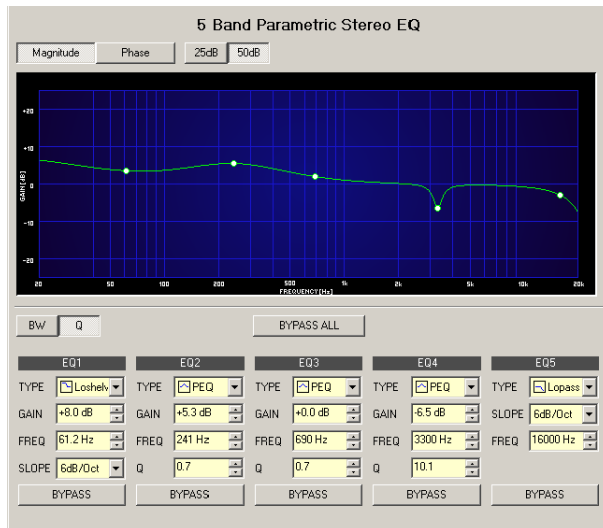 5 Band Parametric Stereo EQ
Magnitude Phase 25dB 50dB
+20
+10
0
-10
-20
GAIN[dB]
20 50 100 200 500 1k 2k 5k 10k 20k
FREQUENCY[Hz]
BW Q BYPASS ALL
EQ1 EQ2 EQ3 EQ4 EQ5
TYPE Loshelv TYPE PEQ TYPE PEQ TYPE PEQ TYPE Lopass
GAIN +8.0 dB GAIN +5.3 dB GAIN +0.0 dB GAIN -6.5 dB SLOPE 6dB/Oct
FREQ 61.2 Hz FREQ 241 Hz FREQ 690 Hz FREQ 3300 Hz FREQ 16000 Hz
SLOPE 6dB/Oct Q 0.7 Q 0.7 Q 10.1
BYPASS BYPASS BYPASS BYPASS BYPASS